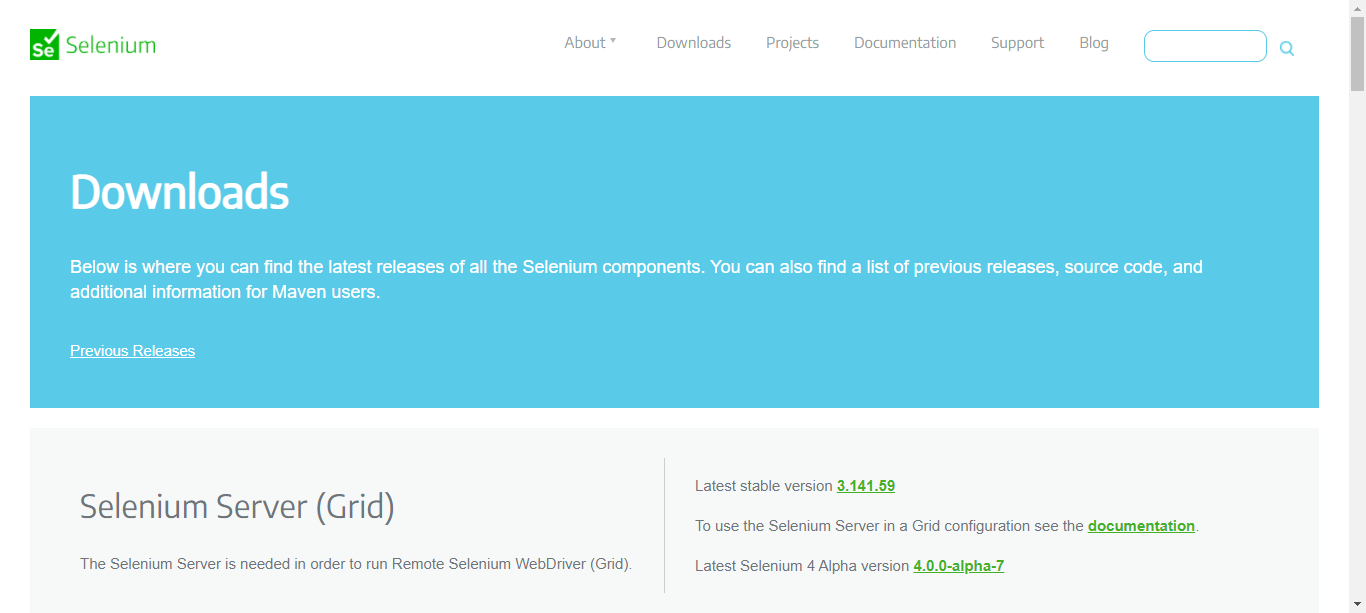 Se Selenium
About Downloads Projects Documentation Support Blog
Downloads
Below is where you can find the latest releases of all the Selenium components. You can also find a list of previous releases, source code, and
additional information for Maven users.
Previous Releases
Selenium Server (Grid)
The Selenium Server is needed in order to run Remote Selenium WebDriver (Grid).
Latest stable version 3.141.59
To use the Selenium Server in a Grid configuration see the documentation.
Latest Selenium 4 Alpha version 4.0.0-alpha-7